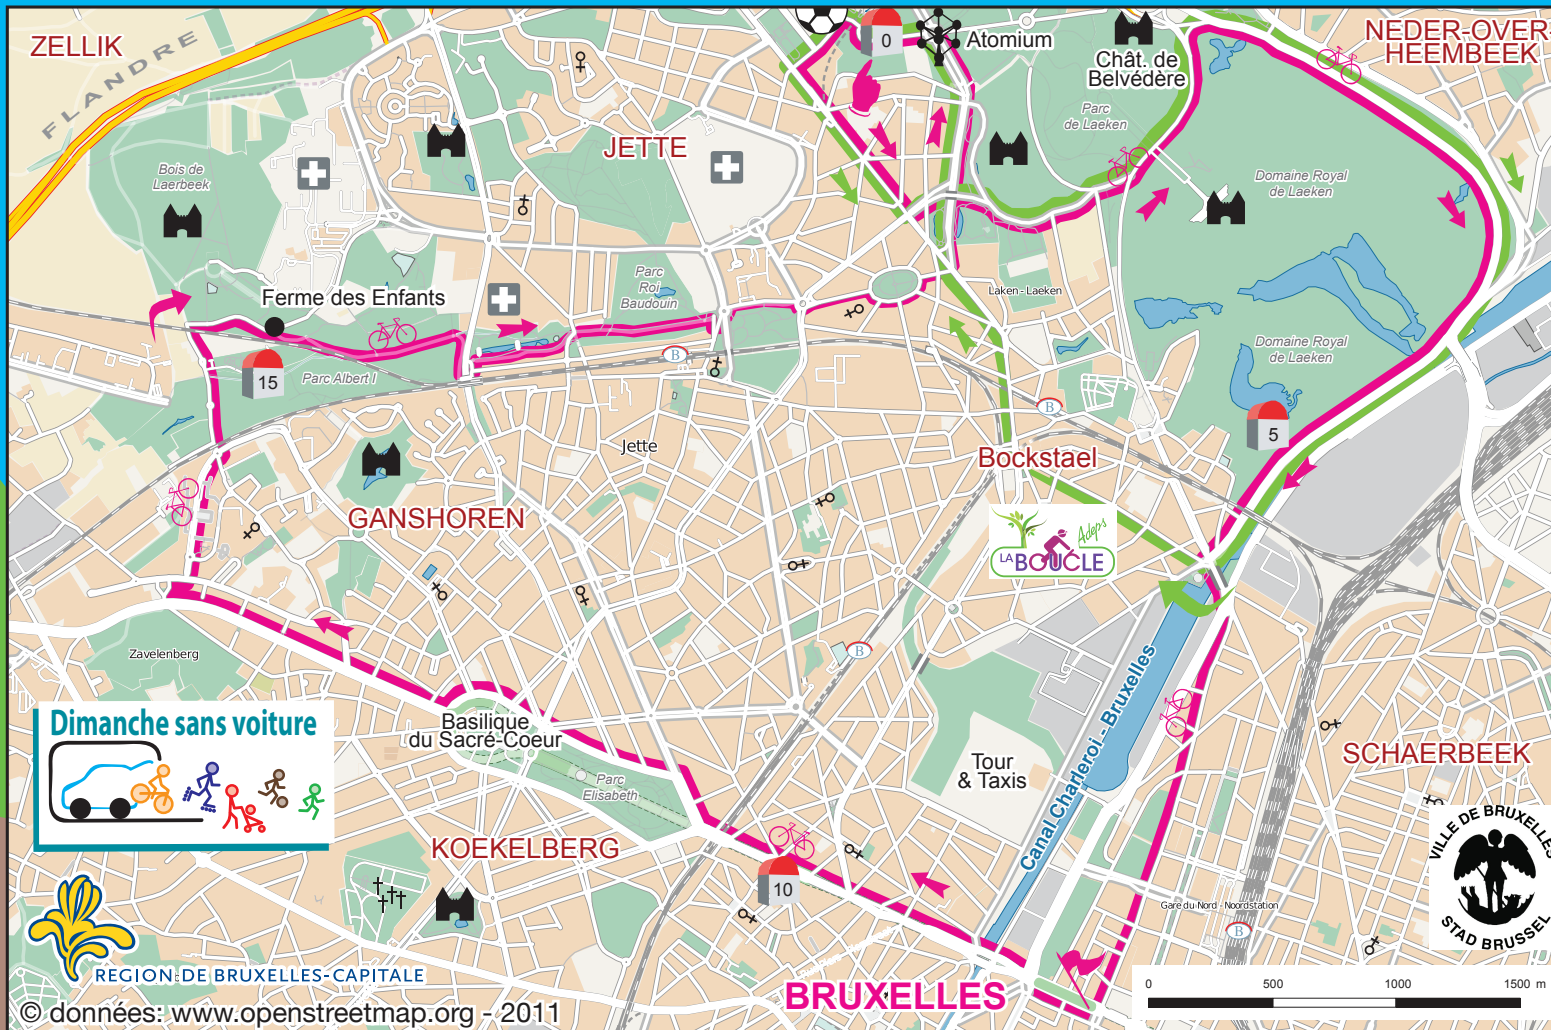 ZELLIK
FLANDRE
0
Atomium
Chât. de
Belvédère
NEDER-OVER-
HEEMBEEK
Parc
de Laeken
JETTE
Bois de
Laerbeek
Domaine Royal
de Laeken
Parc
Roi
Baudouin
Ferme des Enfants
Laken - Laeken
Domaine Royal
de Laeken
B
15
Parc Albert I
B
5
Jette
Bockstael
GANSHOREN
Adeps
LA BOUCLE
Zavelenberg
B
Canal Charleroi - Bruxelles
Dimanche sans voiture
Basilique
du Sacré-Coeur
Tour
& Taxis
SCHAERBEEK
Parc
Elisabeth
KOEKELBERG
10
VILLE DE BRUXELLES
STAD BRUSSEL
Gare du Nord - Noordstation
B
REGION DE BRUXELLES-CAPITALE
BRUXELLES
0 500 1000 1500 m
© données: www.openstreetmap.org - 2011